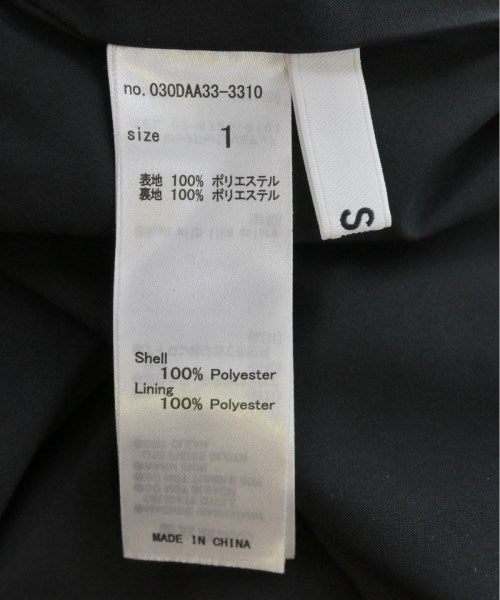 no.030DAA33-3310
size 1
表地 100% ポリエステル
裏地 100% ポリエステル
Shell
100% Polyester
Lining
100% Polyester
MADE IN CHINA
S